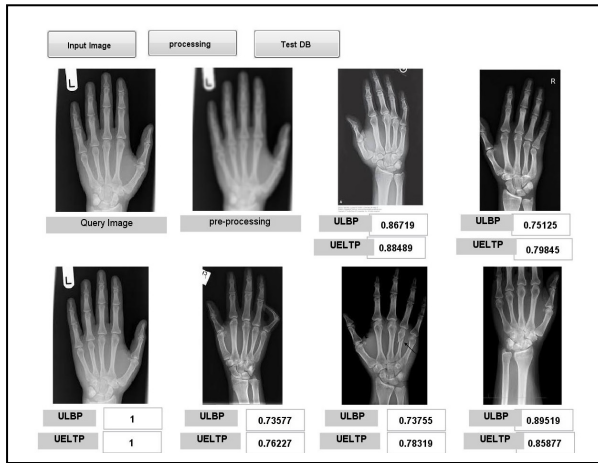 Input Image processing Test DB
L L R
Query Image pre-processing ULBP 0.86719 ULBP 0.75125
UELTP 0.88489 UELTP 0.79845
L
ULBP 1 ULBP 0.73577 ULBP 0.73755 ULBP 0.89519
UELTP 1 UELTP 0.76227 UELTP 0.78319 UELTP 0.85877